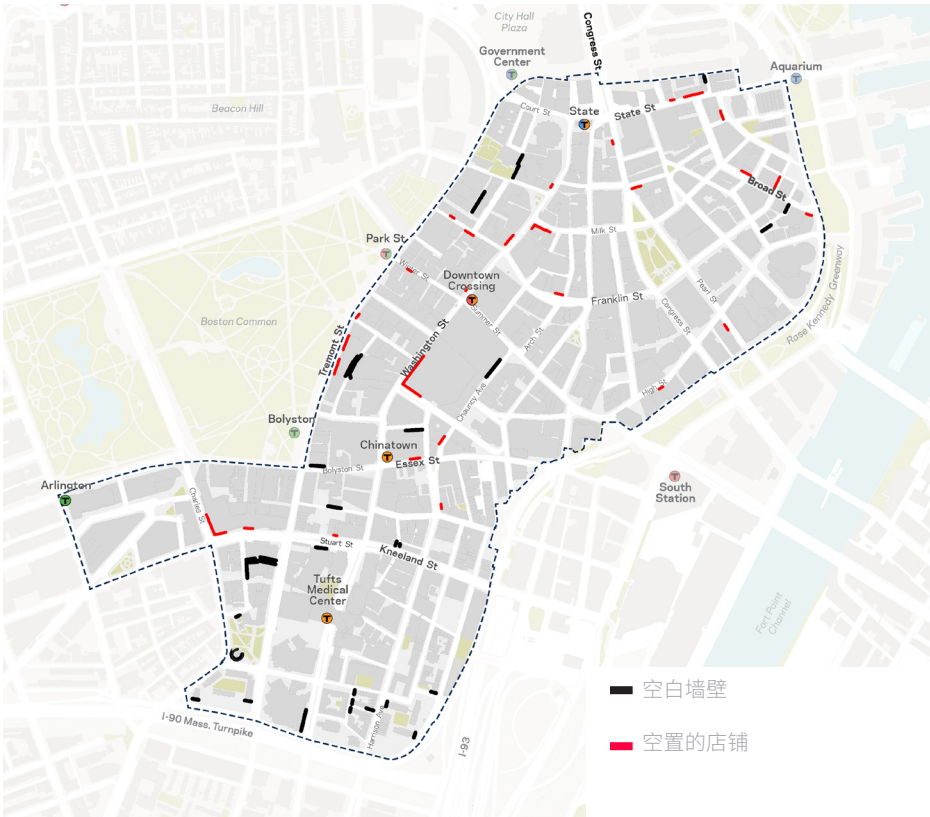 City Hall
Plaza
Congress St.
Government
Center
Aquarium
Beacon Hill
Court St
State
State St
Broad St
Park St
Milk St
Winter St
Downtown
Crossing
Franklin St
Pearl St
Congress St
Summer St
Arch St
Rose Kennedy Greenway
Boston Common
Tremont St
Washington St
Chauncy Ave
High St
Bolyston
Chinatown
Essex St
Bolyston St
Arlington
Charles St
South
Station
Stuart St
Kneeland St
Tufts
Medical
Center
Fort Point
Channel
Harrison Ave
I-90 Mass. Turnpike
I-93
空白墙壁
空置的店铺